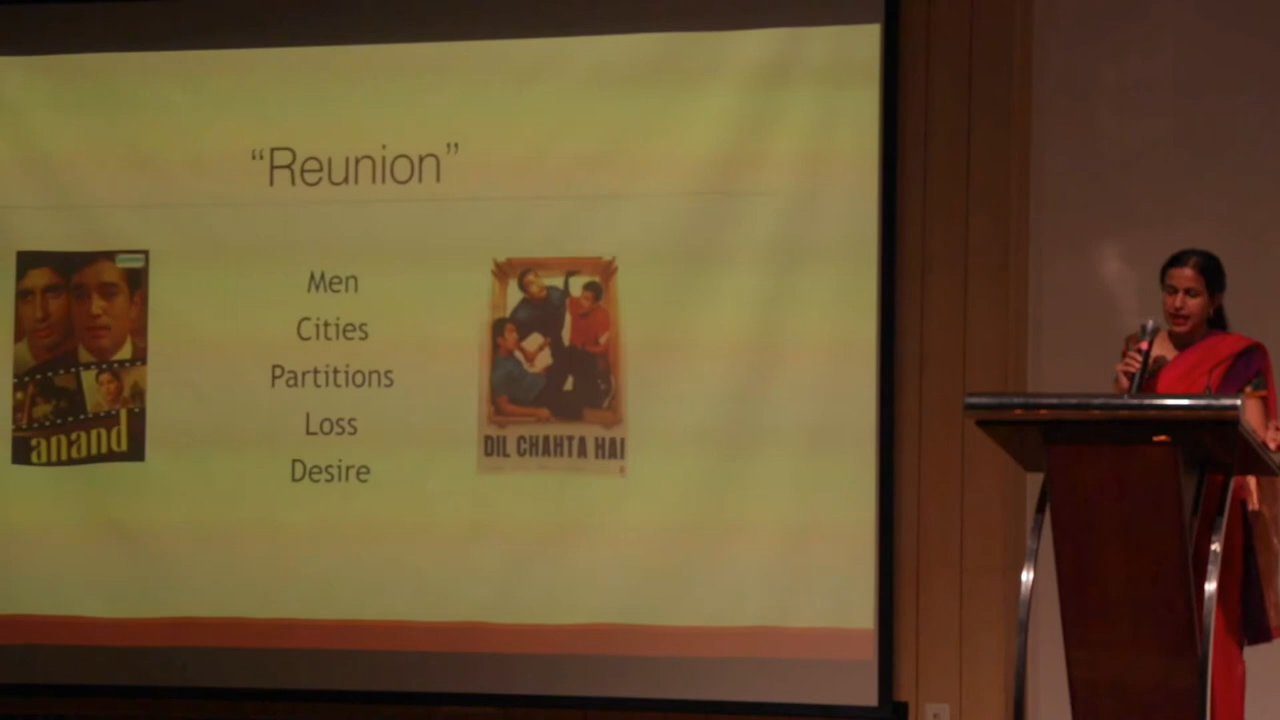 “Reunion”
Men
Cities
Partitions
Loss
Desire
anand
DIL CHAHTA HAI